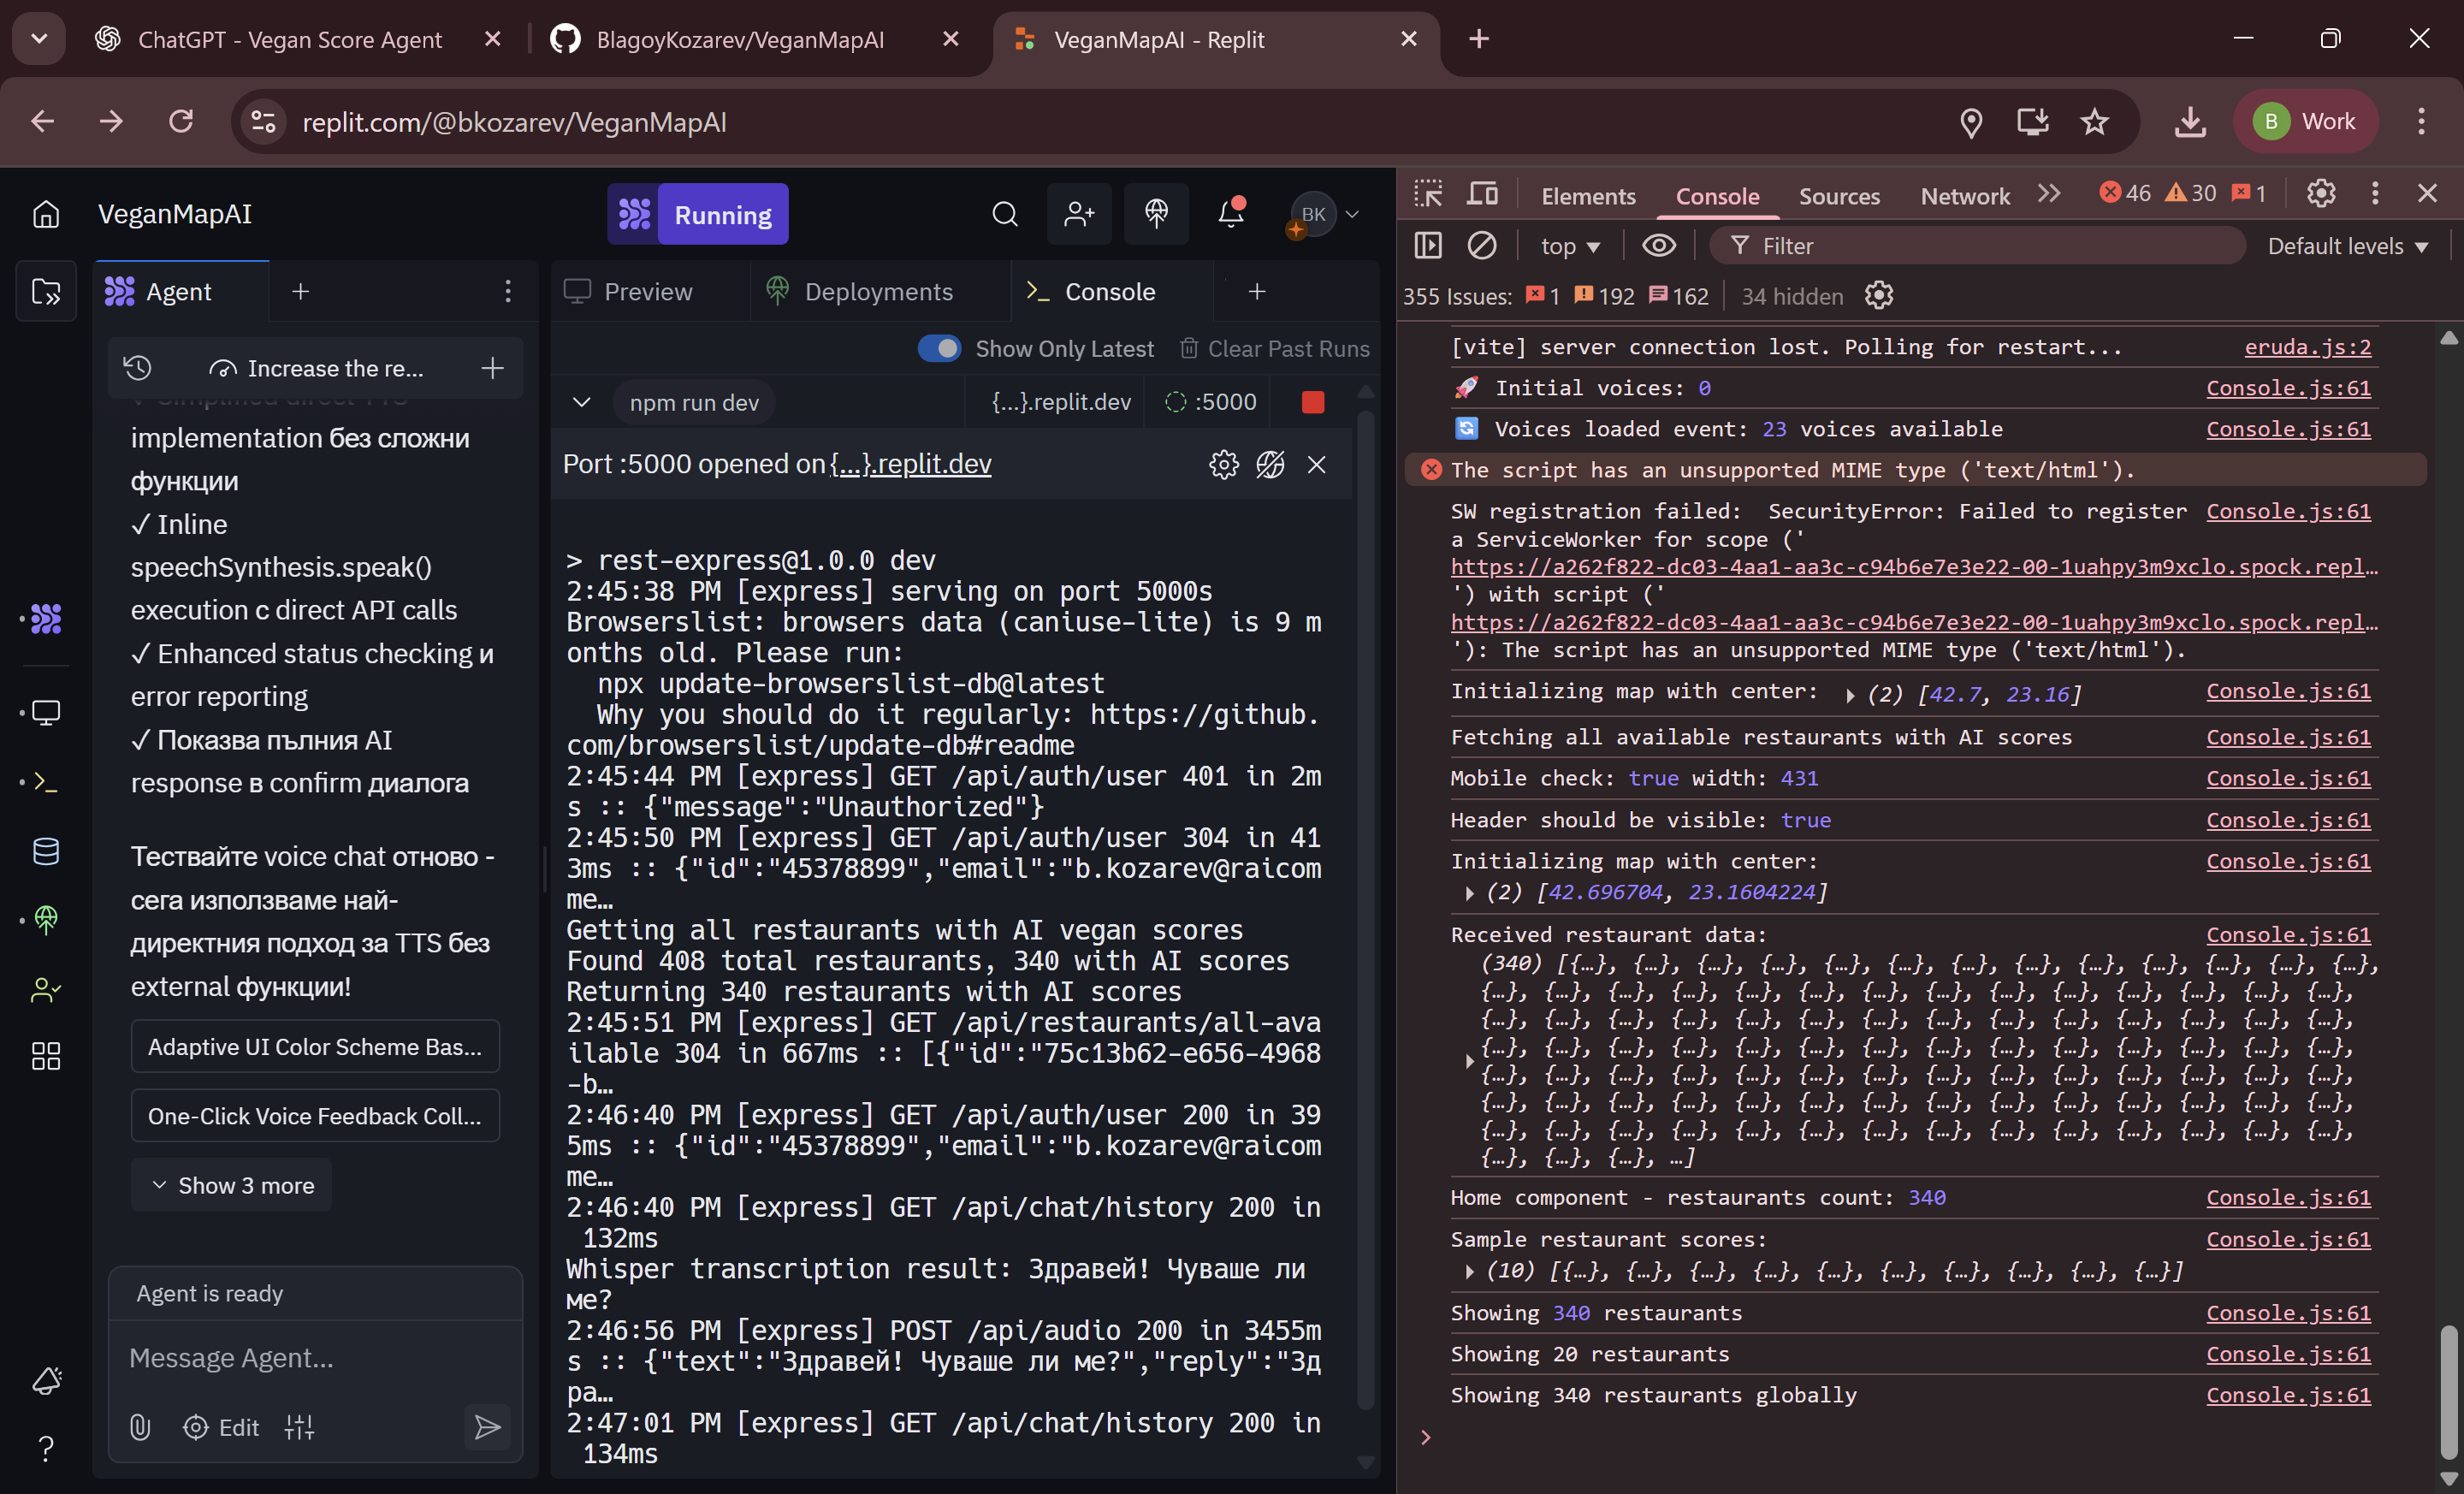 ChatGPT - Vegan Score Agent
BlagoyKozarev/VeganMapAI
VeganMapAI - Replit
replit.com/@bkozarev/VeganMapAI
B
Work
VeganMapAI
Running
BK
Agent
Increase the re...
implementation без сложни
функции
✓ Inline
speechSynthesis.speak()
execution с direct API calls
✓ Enhanced status checking и
error reporting
✓ Показва пълния AI
response в confirm диалога
Тествайте voice chat отново -
сега използваме най-
директния подход за TTS без
external функции!
Adaptive UI Color Scheme Bas...
One-Click Voice Feedback Coll...
Show 3 more
Agent is ready
Message Agent...
Edit
Preview
Deployments
Console
Show Only Latest
Clear Past Runs
npm run dev
{...}.replit.dev
:5000
Port :5000 opened on {...}.replit.dev
> rest-express@1.0.0 dev
2:45:38 PM [express] serving on port 5000s
Browserslist: browsers data (caniuse-lite) is 9 m
onths old. Please run:
npx update-browserslist-db@latest
Why you should do it regularly: https://github.
com/browserslist/update-db#readme
2:45:44 PM [express] GET /api/auth/user 401 in 2m
s :: {"message":"Unauthorized"}
2:45:50 PM [express] GET /api/auth/user 304 in 41
3ms :: {"id":"45378899","email":"b.kozarev@raicom
me…
Getting all restaurants with AI vegan scores
Found 408 total restaurants, 340 with AI scores
Returning 340 restaurants with AI scores
2:45:51 PM [express] GET /api/restaurants/all-ava
ilable 304 in 667ms :: [{"id":"75c13b62-e656-4968
-b…
2:46:40 PM [express] GET /api/auth/user 200 in 39
5ms :: {"id":"45378899","email":"b.kozarev@raicom
me…
2:46:40 PM [express] GET /api/chat/history 200 in
132ms
Whisper transcription result: Здравей! Чуваше ли
ме?
2:46:56 PM [express] POST /api/audio 200 in 3455m
s :: {"text":"Здравей! Чуваше ли ме?","reply":"Зд
ра…
2:47:01 PM [express] GET /api/chat/history 200 in
134ms
Elements
Console
Sources
Network
46
30
1
top
Filter
Default levels
355 Issues: 1 192 162
34 hidden
[vite] server connection lost. Polling for restart... eruda.js:2
🚀 Initial voices: 0 Console.js:61
🔄 Voices loaded event: 23 voices available Console.js:61
The script has an unsupported MIME type ('text/html').
SW registration failed: SecurityError: Failed to register Console.js:61
a ServiceWorker for scope ('
https://a262f822-dc03-4aa1-aa3c-c94b6e7e3e22-00-1uahpy3m9xclo.spock.repl…
') with script ('
https://a262f822-dc03-4aa1-aa3c-c94b6e7e3e22-00-1uahpy3m9xclo.spock.repl…
'): The script has an unsupported MIME type ('text/html').
Initializing map with center: (2) [42.7, 23.16] Console.js:61
Fetching all available restaurants with AI scores Console.js:61
Mobile check: true width: 431 Console.js:61
Header should be visible: true Console.js:61
Initializing map with center: Console.js:61
(2) [42.696704, 23.1604224]
Received restaurant data: Console.js:61
(340) [{…}, {…}, {…}, {…}, {…}, {…}, {…}, {…}, {…}, {…}, {…}, {…}, {…},
{…}, {…}, {…}, {…}, {…}, {…}, {…}, {…}, {…}, {…}, {…}, {…}, {…}, {…},
{…}, {…}, {…}, {…}, {…}, {…}, {…}, {…}, {…}, {…}, {…}, {…}, {…}, {…},
{…}, {…}, {…}, {…}, {…}, {…}, {…}, {…}, {…}, {…}, {…}, {…}, {…}, {…},
{…}, {…}, {…}, {…}, {…}, {…}, {…}, {…}, {…}, {…}, {…}, {…}, {…}, {…},
{…}, {…}, {…}, {…}, {…}, {…}, {…}, {…}, {…}, {…}, {…}, {…}, {…}, {…},
{…}, {…}, {…}, {…}, {…}, {…}, {…}, {…}, {…}, {…}, {…}, {…}, {…}, {…},
{…}, {…}, {…}, …]
Home component - restaurants count: 340 Console.js:61
Sample restaurant scores: Console.js:61
(10) [{…}, {…}, {…}, {…}, {…}, {…}, {…}, {…}, {…}, {…}]
Showing 340 restaurants Console.js:61
Showing 20 restaurants Console.js:61
Showing 340 restaurants globally Console.js:61